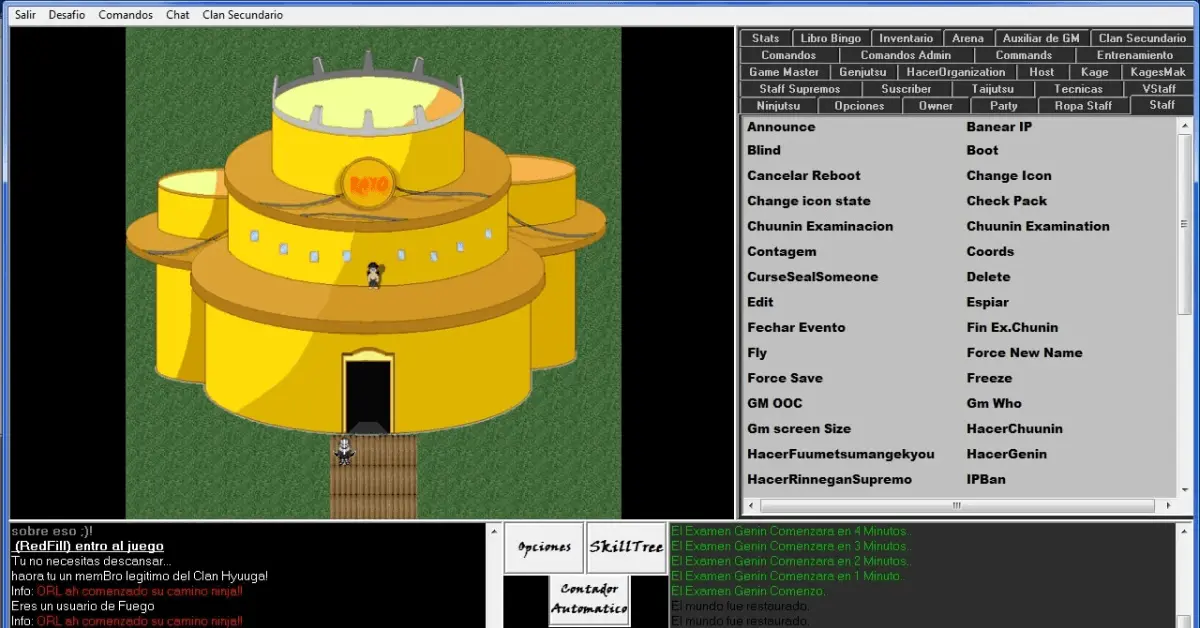 Salir Desafio Comandos Chat Clan Secundario
Stats Libro Bingo Inventario Arena Auxiliar de GM Clan Secundario
Comandos Comandos Admin Commands Entrenamiento
Game Master Genjutsu HacerOrganization Host Kage KagesMak
Staff Supremos Suscriber Taijutsu Tecnicas VStaff
Ninjutsu Opciones Owner Party Ropa Staff Staff
Announce Banear IP
Blind Boot
Cancelar Reboot Change Icon
Change icon state Check Pack
Chuunin Examinacion Chuunin Examination
Contagem Coords
CurseSealSomeone Delete
Edit Espiar
Fechar Evento Fin Ex.Chunin
Fly Force New Name
Force Save Freeze
GM OOC Gm Who
Gm screen Size HacerChuunin
HacerFuumetsumangekyou HacerGenin
HacerRinneganSupremo IPBan
RAYO
sobre eso ;)!
(RedFill) entro al juego
Tu no necesitas descansar...
haora tu un memBro legitimo del Clan Hyuuga!
Info: ORL ah comenzado su camino ninja!!
Eres un usuario de Fuego
Info: ORL ah comenzado su camino ninja!!
Opciones SkillTree
Contador
Automatico
El Examen Genin Comenzara en 4 Minutos.
El Examen Genin Comenzara en 3 Minutos..
El Examen Genin Comenzara en 2 Minutos..
El Examen Genin Comenzara en 1 Minuto.
El Examen Genin Comenzo.
El mundo fue restaurado.
El mundo fue restaurado.